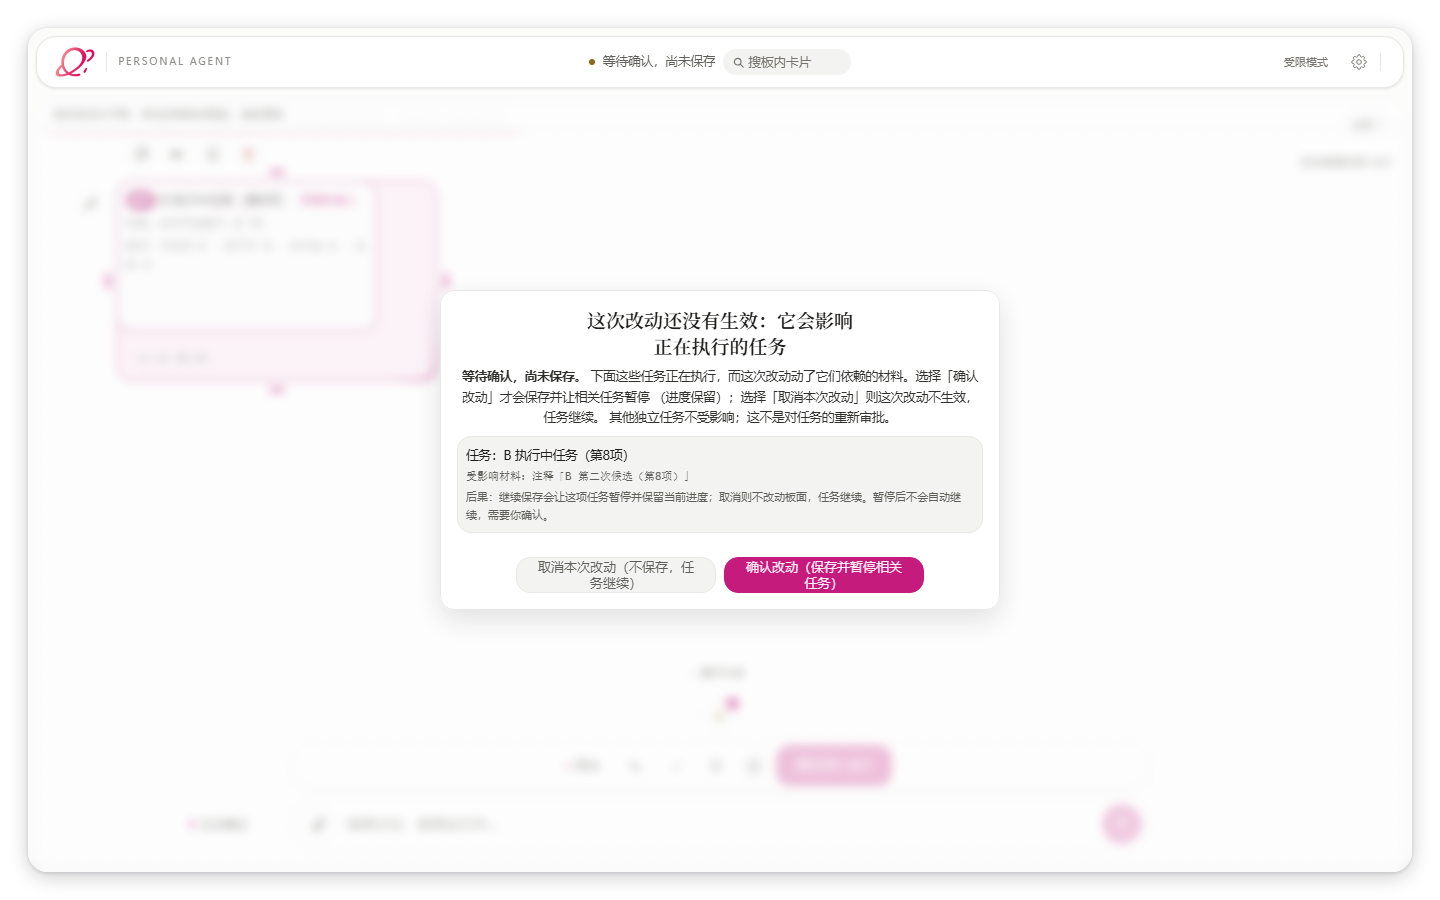 PERSONAL AGENT
等待确认，尚未保存
搜板内卡片
受限模式
这次改动还没有生效：它会影响
正在执行的任务
等待确认，尚未保存。 下面这些任务正在执行，而这次改动动了它们依赖的材料。选择「确认
改动」才会保存并让相关任务暂停 （进度保留）；选择「取消本次改动」则这次改动不生效，
任务继续。 其他独立任务不受影响；这不是对任务的重新审批。
任务：B 执行中任务（第8项）
受影响材料：注释「B 第二次候选（第8项）」
后果：继续保存会让这项任务暂停并保留当前进度；取消则不改动板面，任务继续。暂停后不会自动继
续，需要你确认。
取消本次改动（不保存，任
务继续）
确认改动（保存并暂停相关
任务）